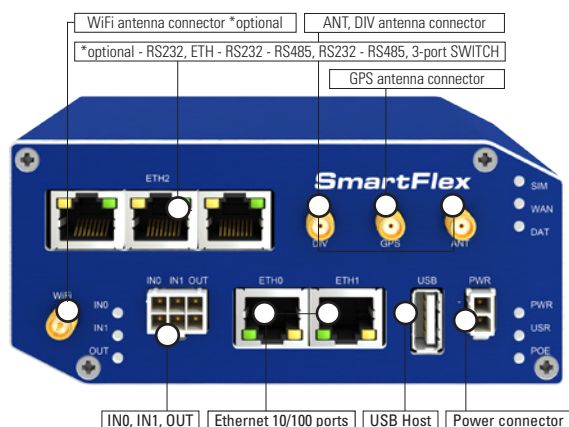 WiFi antenna connector *optional
ANT, DIV antenna connector
*optional - RS232, ETH - RS232 - RS485, RS232 - RS485, 3-port SWITCH
GPS antenna connector
ETH2
SmartFlex
SIM
WAN
DAT
DIV
GPS
ANT
WiFi
IN0
IN1
OUT
IN0 IN1 OUT
ETH0
ETH1
USB
PWR
PWR
USR
POE
IN0, IN1, OUT
Ethernet 10/100 ports
USB Host
Power connector